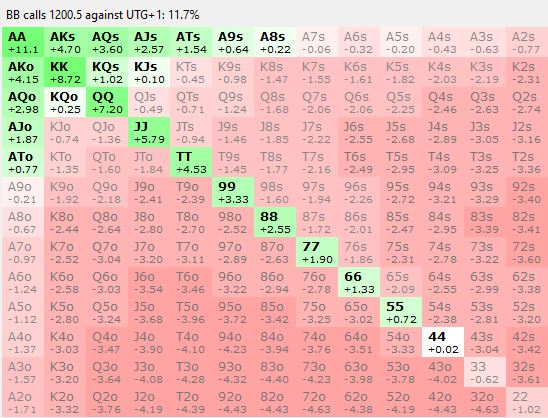 BB calls 1200.5 against UTG+1: 11.7%
AA AKs AQs AJs ATs A9s A8s A7s A6s A5s A4s A3s A2s
+11.1 +4.70 +3.60 +2.57 +1.54 +0.64 +0.22 -0.06 -0.32 -0.20 -0.43 -0.63 -0.77
AKo KK KQs KJs KTs K9s K8s K7s K6s K5s K4s K3s K2s
+4.15 +8.72 +1.02 +0.10 -0.45 -0.98 -1.47 -1.55 -1.61 -1.82 -2.03 -2.19 -2.31
AQo KQo QQ QJs QTs Q9s Q8s Q7s Q6s Q5s Q4s Q3s Q2s
+2.98 +0.25 +7.20 -0.49 -0.71 -1.24 -1.68 -2.06 -2.06 -2.25 -2.46 -2.63 -2.74
AJo KJo QJo JJ JTs J9s J8s J7s J6s J5s J4s J3s J2s
+1.87 -0.74 -1.36 +5.79 -0.94 -1.46 -1.85 -2.22 -2.55 -2.68 -2.89 -3.05 -3.16
ATo KTo QTo JTo TT T9s T8s T7s T6s T5s T4s T3s T2s
+0.77 -1.35 -1.60 -1.84 +4.53 -1.45 -1.77 -2.16 -2.49 -2.95 -3.09 -3.25 -3.36
A9o K9o Q9o J9o T9o 99 98s 97s 96s 95s 94s 93s 92s
-0.21 -1.92 -2.18 -2.41 -2.39 +3.33 -1.60 -1.94 -2.26 -2.72 -3.21 -3.29 -3.40
A8o K8o Q8o J8o T8o 98o 88 87s 86s 85s 84s 83s 82s
-0.67 -2.44 -2.64 -2.80 -2.70 -2.52 +2.55 -1.72 -2.01 -2.47 -2.95 -3.39 -3.41
A7o K7o Q7o J7o T7o 97o 87o 77 76s 75s 74s 73s 72s
-0.97 -2.52 -3.04 -3.20 -3.11 -2.89 -2.63 +1.90 -1.86 -2.31 -2.78 -3.22 -3.60
A6o K6o Q6o J6o T6o 96o 86o 76o 66 65s 64s 63s 62s
-1.24 -2.58 -3.03 -3.54 -3.46 -3.22 -2.94 -2.78 +1.33 -2.09 -2.55 -2.99 -3.38
A5o K5o Q5o J5o T5o 95o 85o 75o 65o 55 54s 53s 52s
-1.12 -2.80 -3.24 -3.68 -3.96 -3.72 -3.42 -3.25 -3.02 +0.72 -2.38 -2.81 -3.20
A4o K4o Q4o J4o T4o 94o 84o 74o 64o 54o 44 43s 42s
-1.37 -3.03 -3.47 -3.90 -4.10 -4.23 -3.94 -3.76 -3.51 -3.33 +0.02 -3.04 -3.42
A3o K3o Q3o J3o T3o 93o 83o 73o 63o 53o 43o 33 32s
-1.57 -3.20 -3.64 -4.08 -4.28 -4.32 -4.40 -4.23 -3.98 -3.78 -4.02 -0.62 -3.61
A2o K2o Q2o J2o T2o 92o 82o 72o 62o 52o 42o 32o 22
-1.71 -3.32 -3.76 -4.19 -4.39 -4.43 -4.43 -4.63 -4.38 -4.19 -4.43 -4.63 -1.02